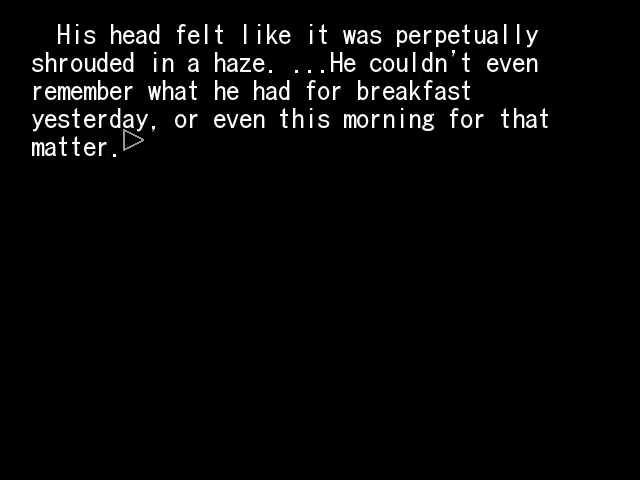 His head felt like it was perpetually
shrouded in a haze. ...He couldn't even
remember what he had for breakfast
yesterday, or even this morning for that
matter.